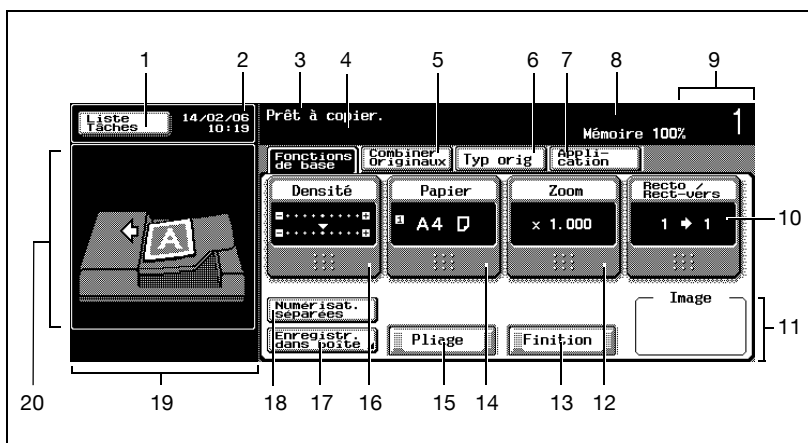 1 2 3 4 5 6 7 8 9
Liste
Tâches
14/02/06
10:19
Prêt à copier.
Mémoire 100%
1
Fonctions
de base
Combiner
Originaux
Typ orig
Appli-
cation
Densité
Papier
Zoom
Recto /
Rect-vers
1 A4
x 1.000
1 ➔ 1
10
Numérisat.
séparées
Enregistr.
dans boîte
Pliage
Finition
Image
11
A
20 19 18 17 16 15 14 13 12